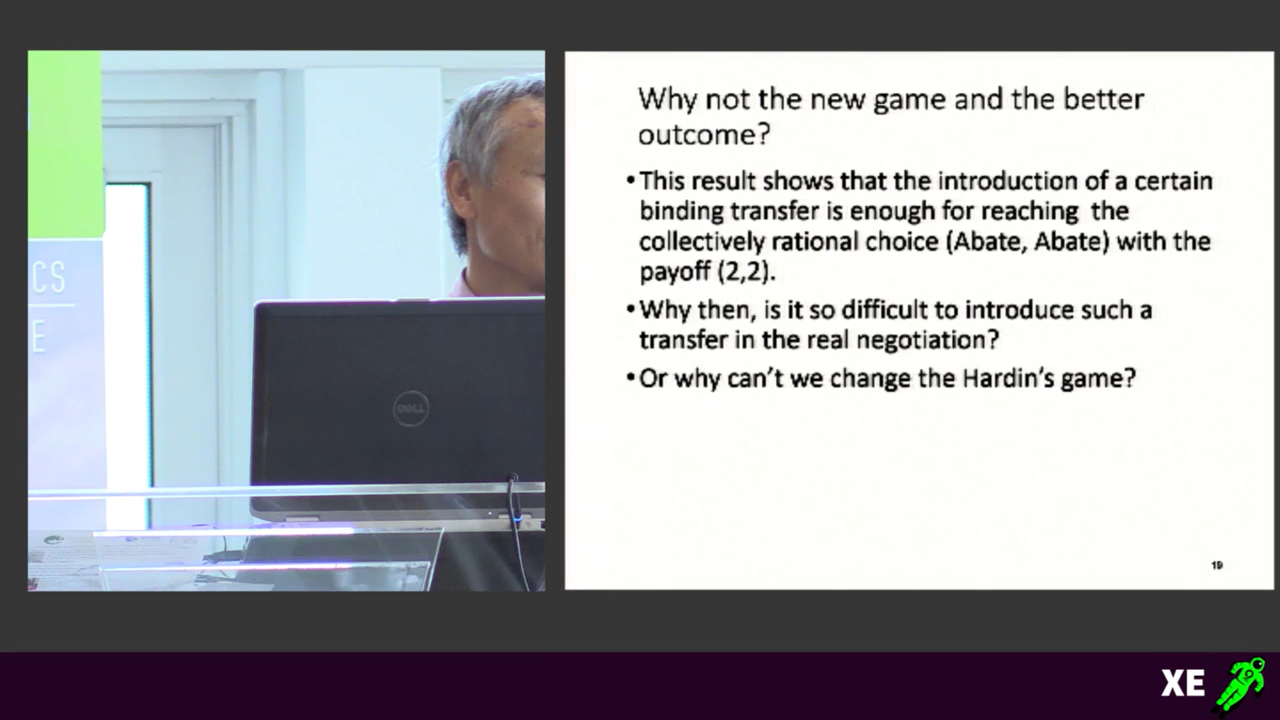 CS
E
DELL
Why not the new game and the better
outcome?
•This result shows that the introduction of a certain
binding transfer is enough for reaching the
collectively rational choice (Abate, Abate) with the
payoff (2,2).
•Why then, is it so difficult to introduce such a
transfer in the real negotiation?
•Or why can't we change the Hardin's game?
19
XE